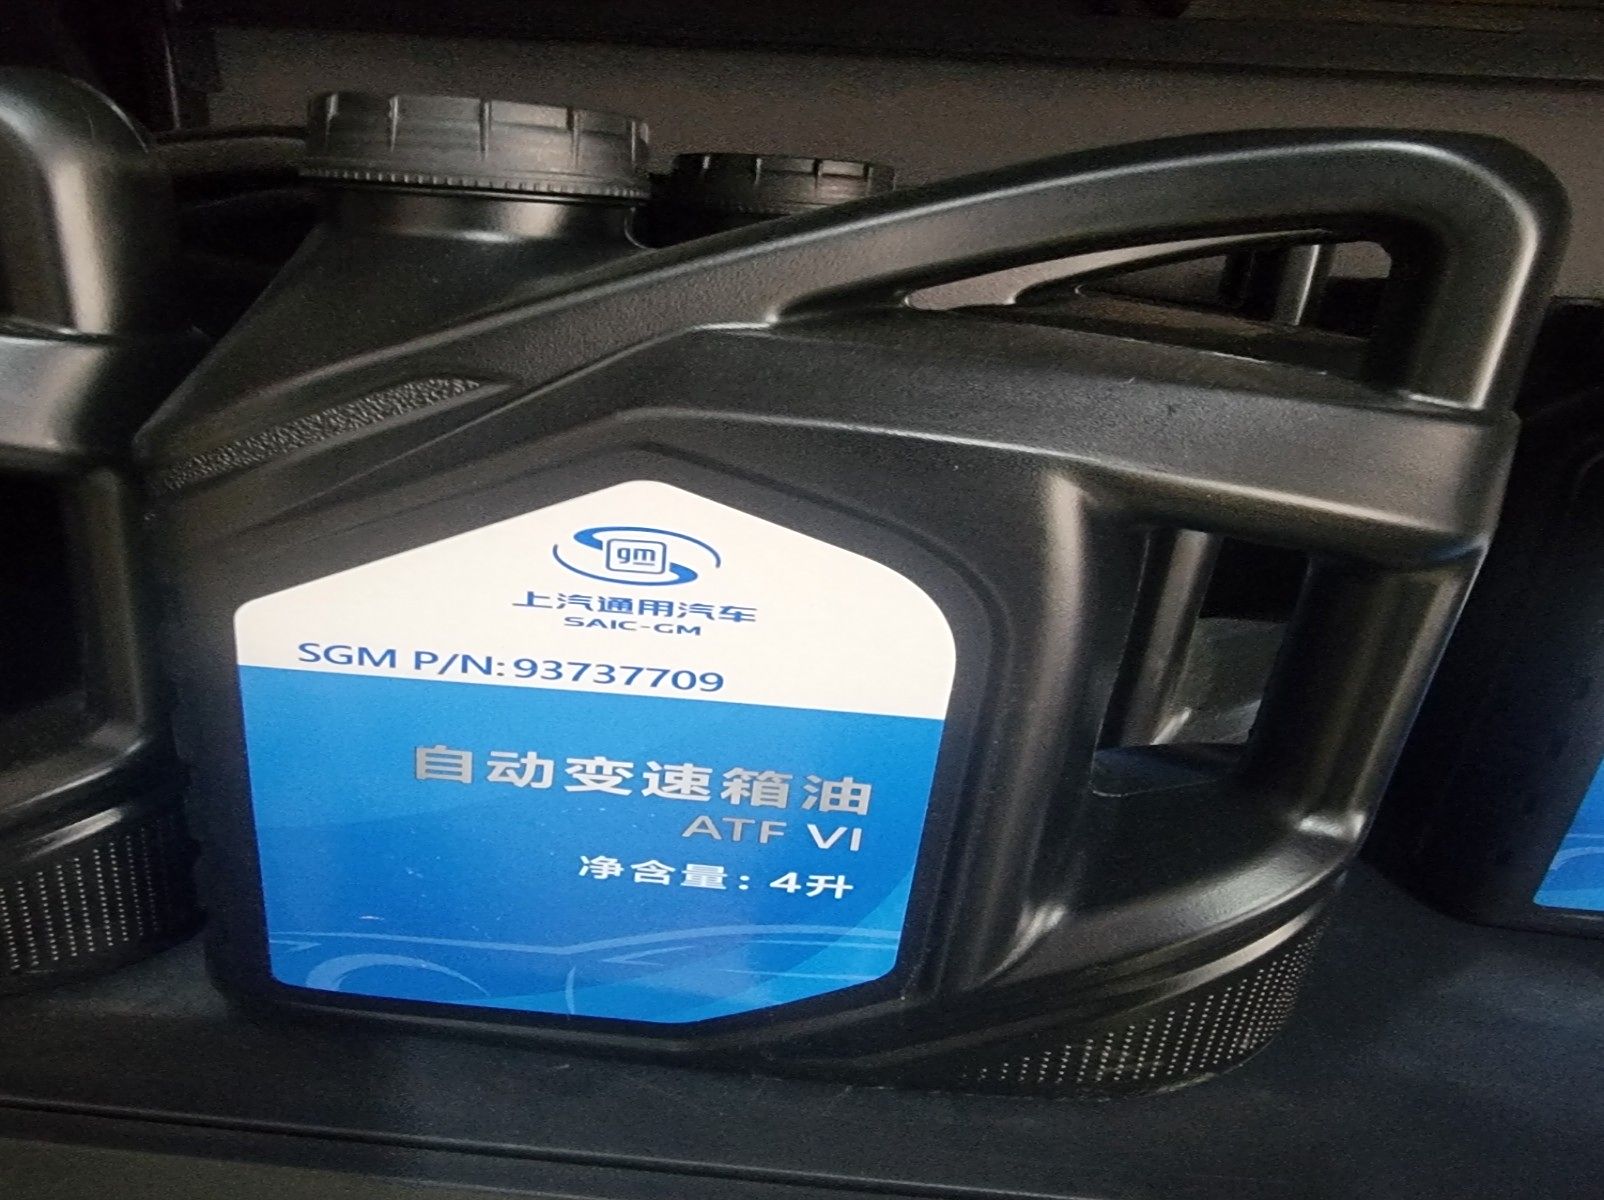 gm
上汽通用汽车
SAIC-GM
SGM P/N: 93737709
自动变速箱油
ATF VI
净含量：4升